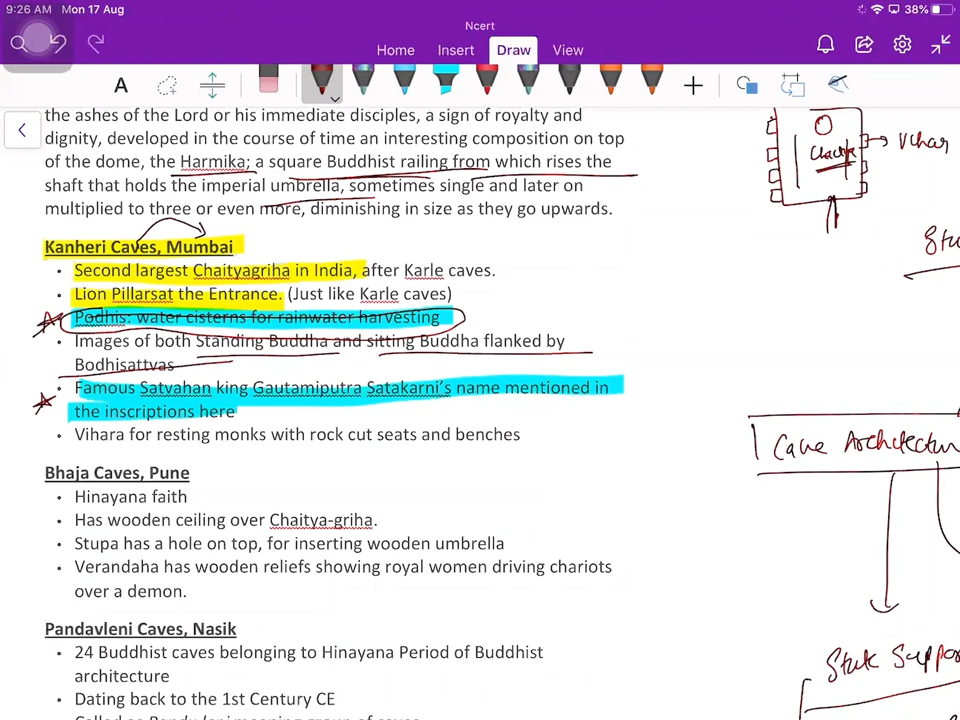 9:26 AM Mon 17 Aug
38%
Ncert
Home Insert Draw View
A
the ashes of the Lord or his immediate disciples, a sign of royalty and
dignity, developed in the course of time an interesting composition on top
of the dome, the Harmika; a square Buddhist railing from which rises the
shaft that holds the imperial umbrella, sometimes single and later on
multiplied to three or even more, diminishing in size as they go upwards.
Kanheri Caves, Mumbai
• Second largest Chaityagriha in India, after Karle caves.
• Lion Pillarsat the Entrance. (Just like Karle caves)
• Podhis: water cisterns for rainwater harvesting
• Images of both Standing Buddha and sitting Buddha flanked by
Bodhisattvas
• Famous Satvahan king Gautamiputra Satakarni's name mentioned in
the inscriptions here
• Vihara for resting monks with rock cut seats and benches
Bhaja Caves, Pune
• Hinayana faith
• Has wooden ceiling over Chaitya-griha.
• Stupa has a hole on top, for inserting wooden umbrella
• Verandaha has wooden reliefs showing royal women driving chariots
over a demon.
Pandavleni Caves, Nasik
• 24 Buddhist caves belonging to Hinayana Period of Buddhist
architecture
• Dating back to the 1st Century CE
Chaitya
Cave Architectur